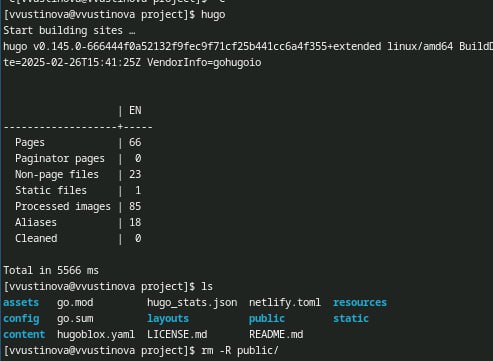 [vvustinova@vvustinova project]$ hugo
Start building sites …
hugo v0.145.0-666444f0a52132f9fec9f71cf25b441cc6a4f355+extended linux/amd64 BuildD
te=2025-02-26T15:41:25Z VendorInfo=gohugoio
| EN
-------------------+-----
Pages | 66
Paginator pages | 0
Non-page files | 23
Static files | 1
Processed images | 85
Aliases | 18
Cleaned | 0
Total in 5566 ms
[vvustinova@vvustinova project]$ ls
assets go.mod hugo_stats.json netlify.toml resources
config go.sum layouts public static
content hugoblox.yaml LICENSE.md README.md
[vvustinova@vvustinova project]$ rm -R public/